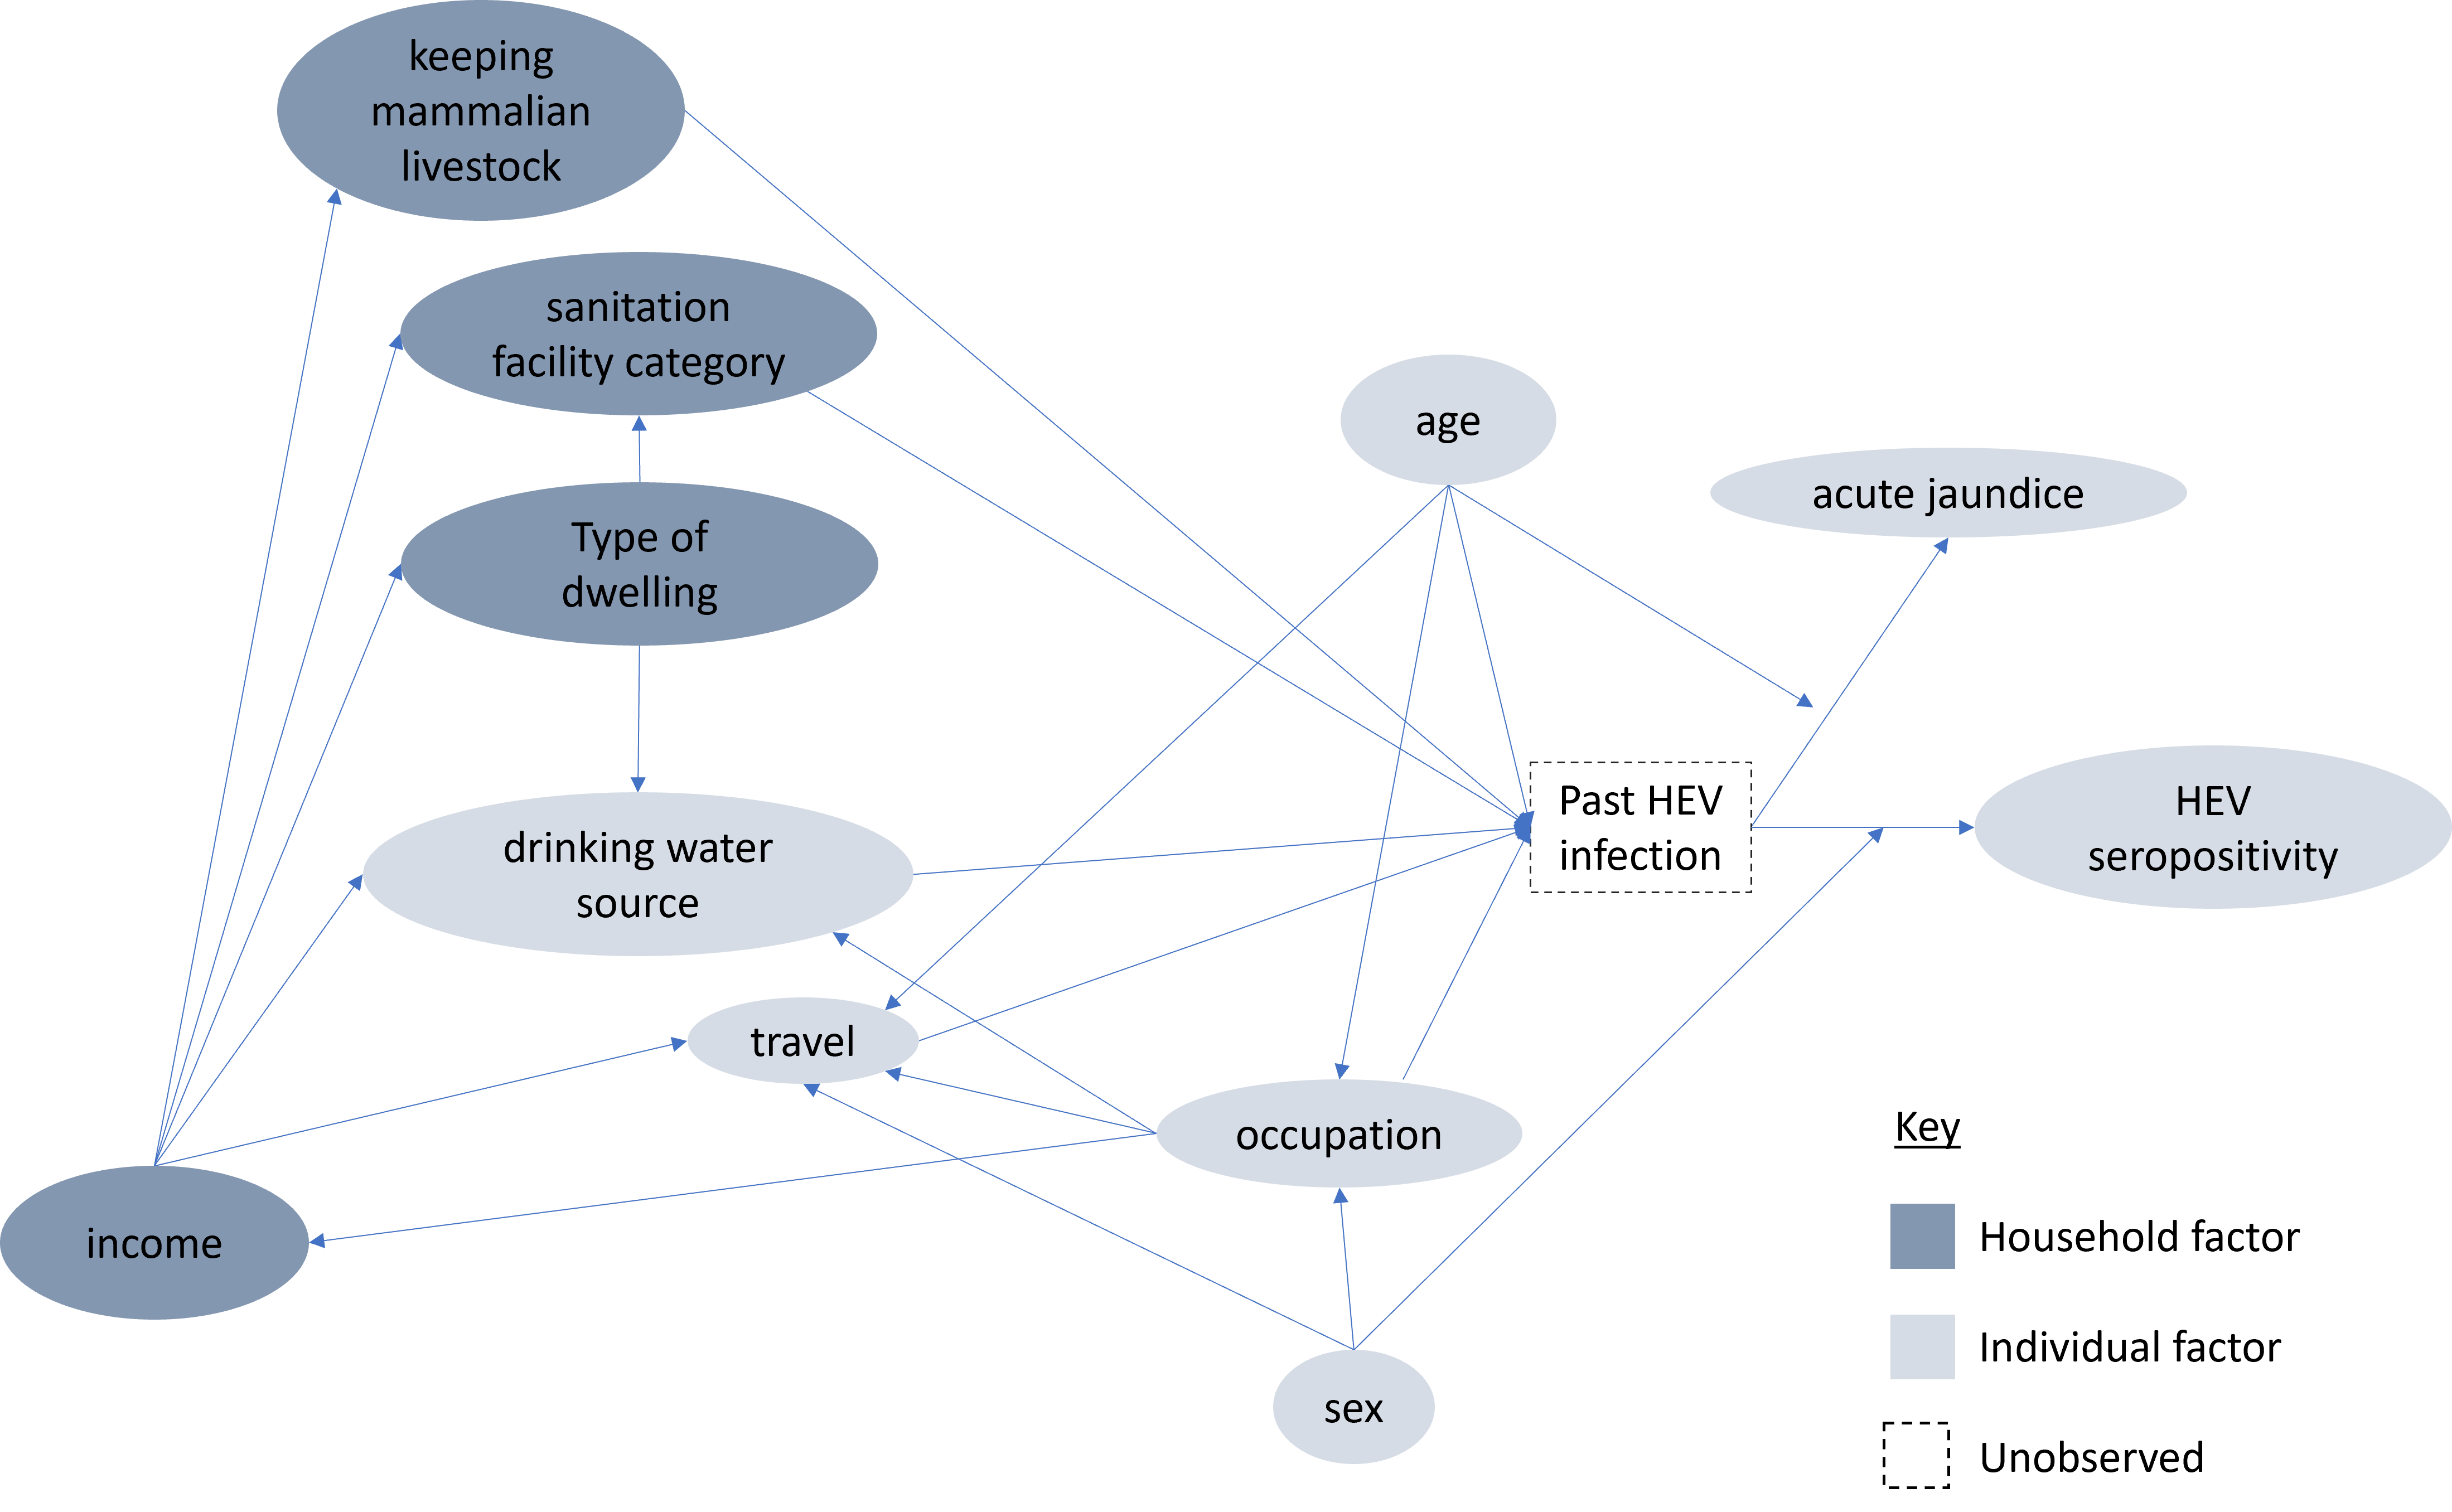 keeping
mammalian
livestock
sanitation
facility category
age
acute jaundice
Type of
dwelling
Past HEV
infection
HEV
seropositivity
drinking water
source
travel
occupation
income
sex
Key
Household factor
Individual factor
Unobserved